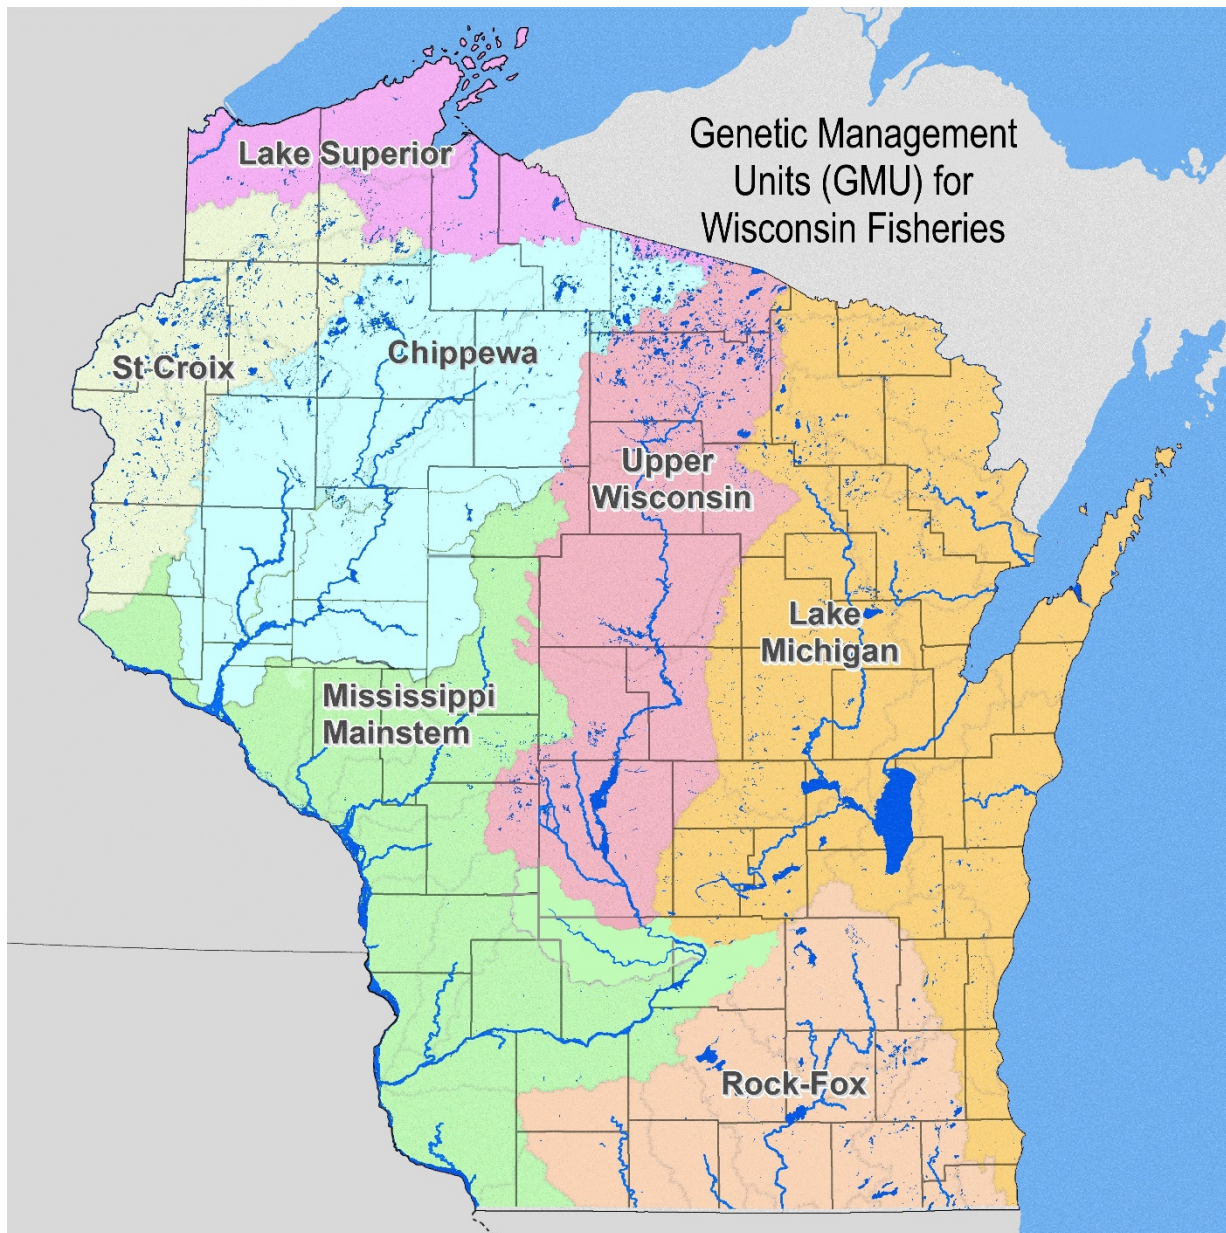 Genetic Management
Units (GMU) for
Wisconsin Fisheries
Lake Superior
St Croix
Chippewa
Upper
Wisconsin
Lake
Michigan
Mississippi
Mainstem
Rock-Fox